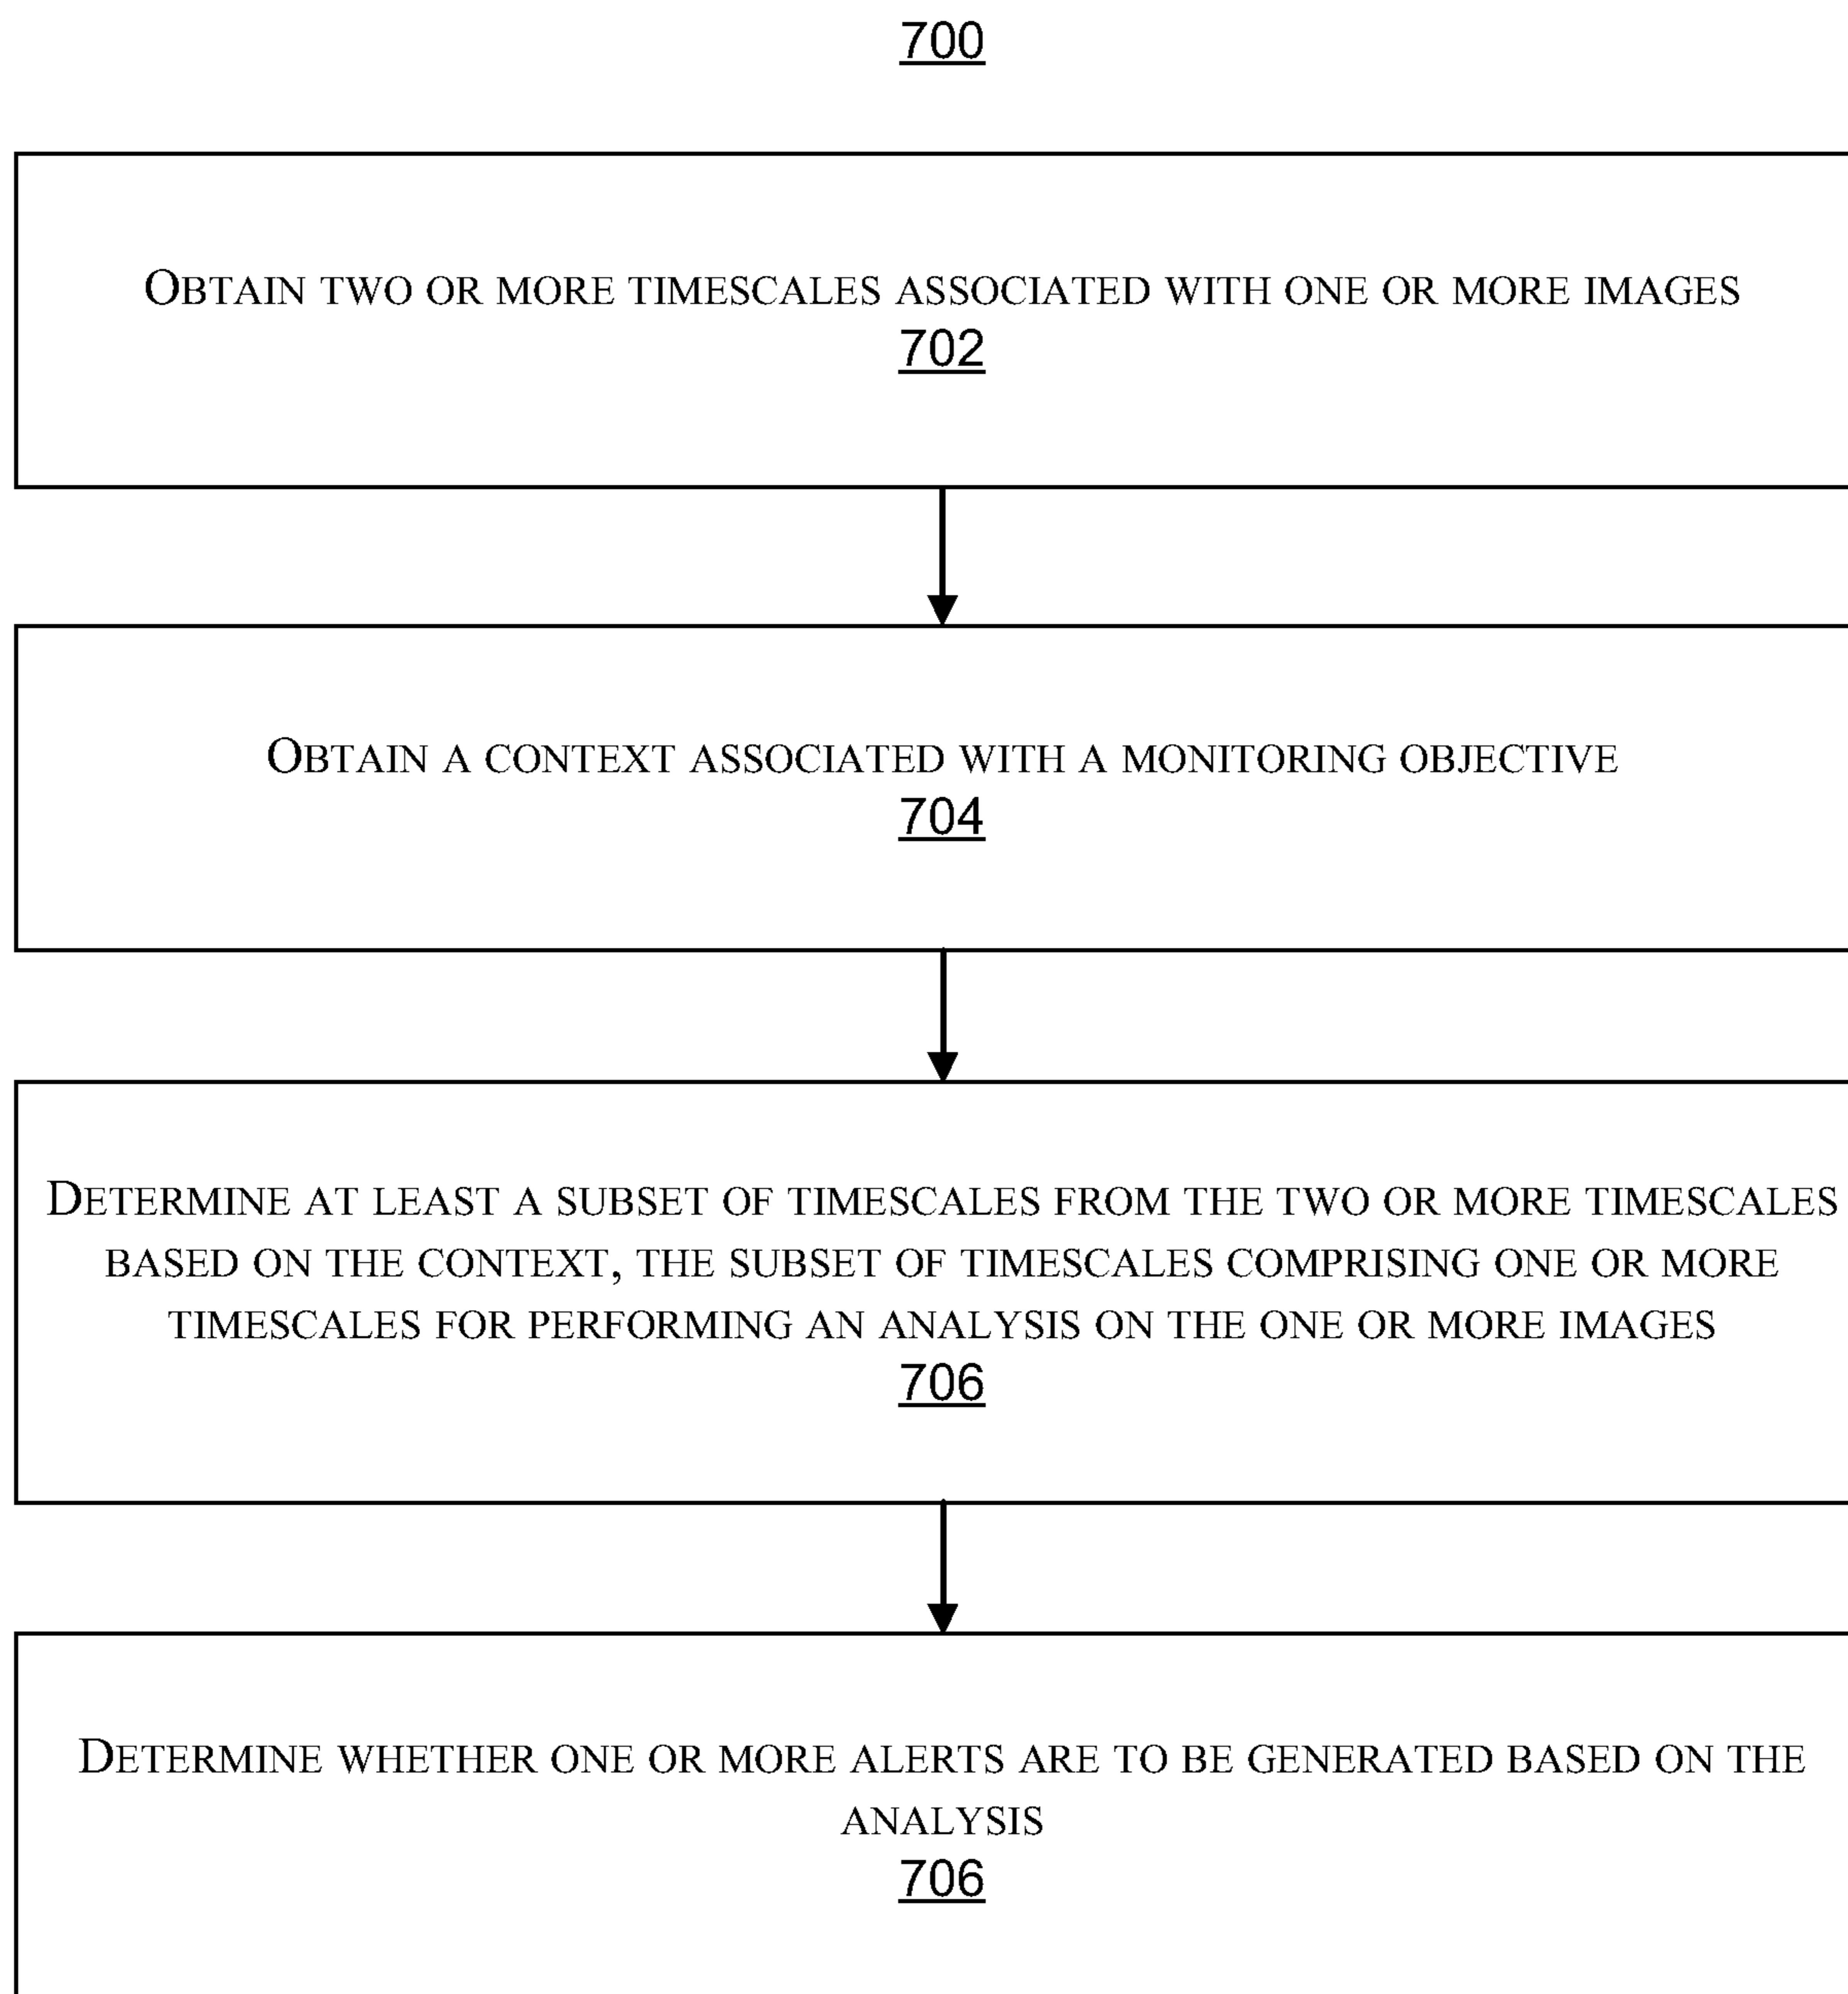 700
Obtain two or more timescales associated with one or more images
702
Obtain a context associated with a monitoring objective
704
Determine at least a subset of timescales from the two or more timescales
based on the context, the subset of timescales comprising one or more
timescales for performing an analysis on the one or more images
706
Determine whether one or more alerts are to be generated based on the
analysis
706